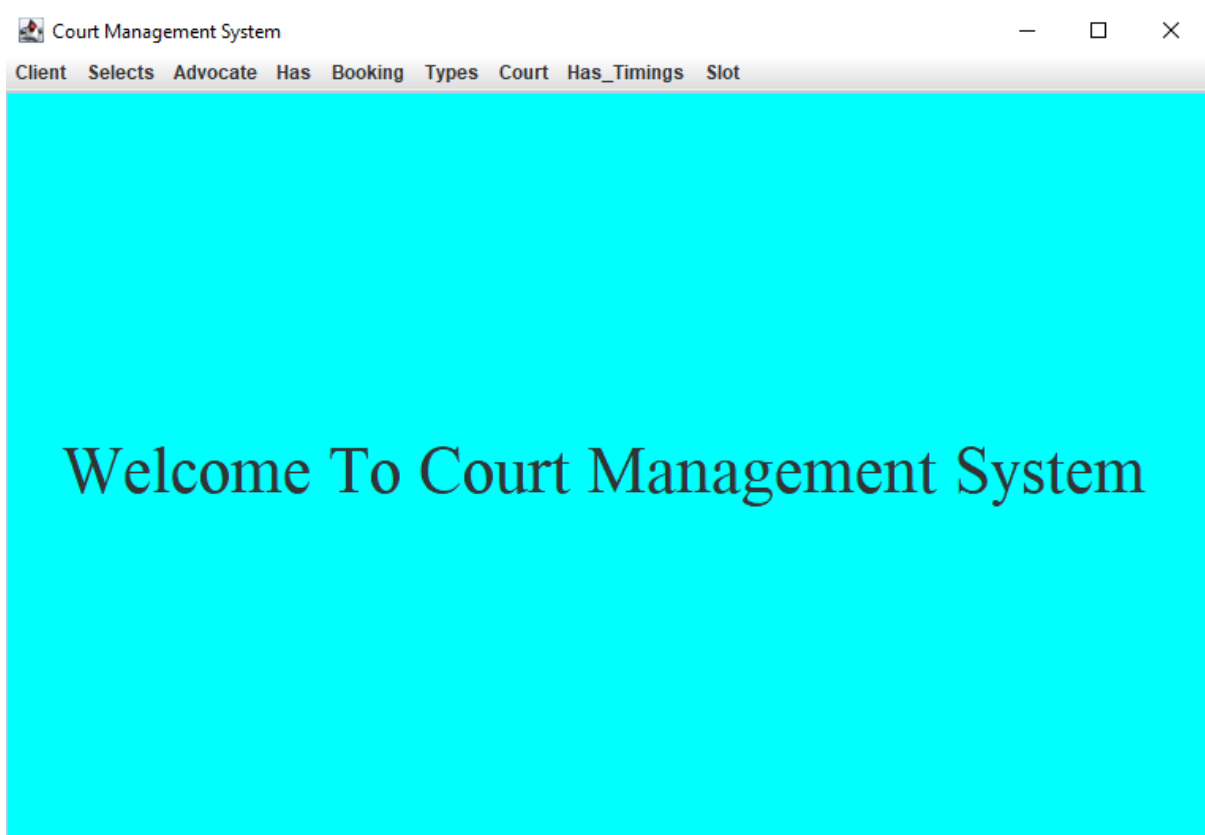 Court Management System
Client Selects Advocate Has Booking Types Court Has_Timings Slot
Welcome To Court Management System